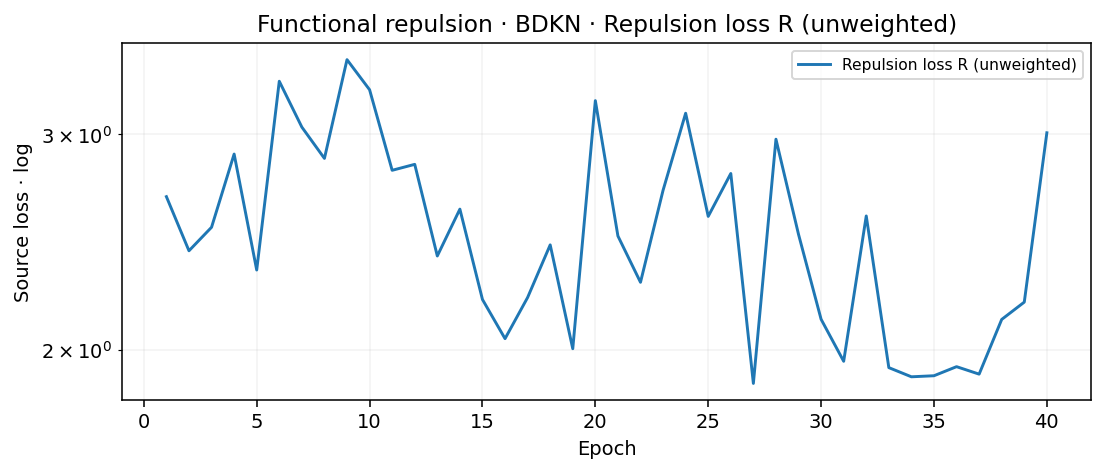 Functional repulsion · BDKN · Repulsion loss R (unweighted)
Repulsion loss R (unweighted)
Source loss · log
3 × 10⁰
2 × 10⁰
0 5 10 15 20 25 30 35 40
Epoch